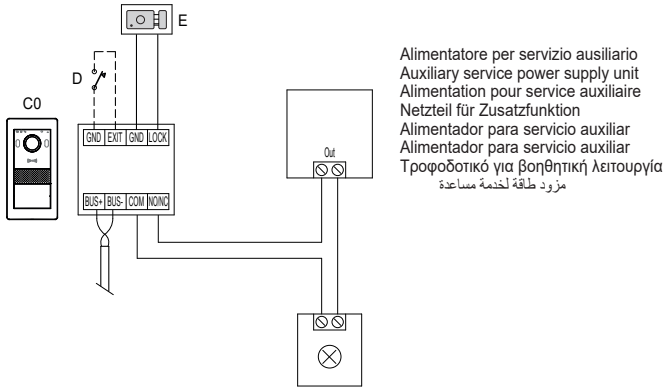 E
D
C0
GND EXIT GND LOCK
BUS+ BUS- COM NO/NC
Out
Alimentatore per servizio ausiliario
Auxiliary service power supply unit
Alimentation pour service auxiliaire
Netzteil für Zusatzfunktion
Alimentador para servicio auxiliar
Alimentador para servicio auxiliar
Τροφοδοτικό για βοηθητική λειτουργία
مزود طاقة لخدمة مساعدة